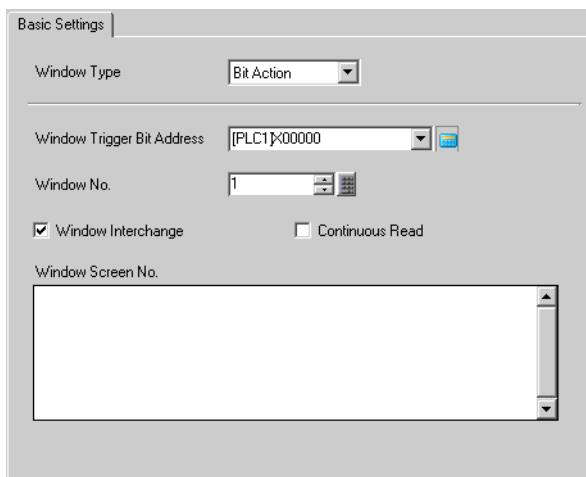 Basic Settings
Window Type Bit Action
Window Trigger Bit Address [PLC1]X00000
Window No. 1
Window Interchange Continuous Read
Window Screen No.